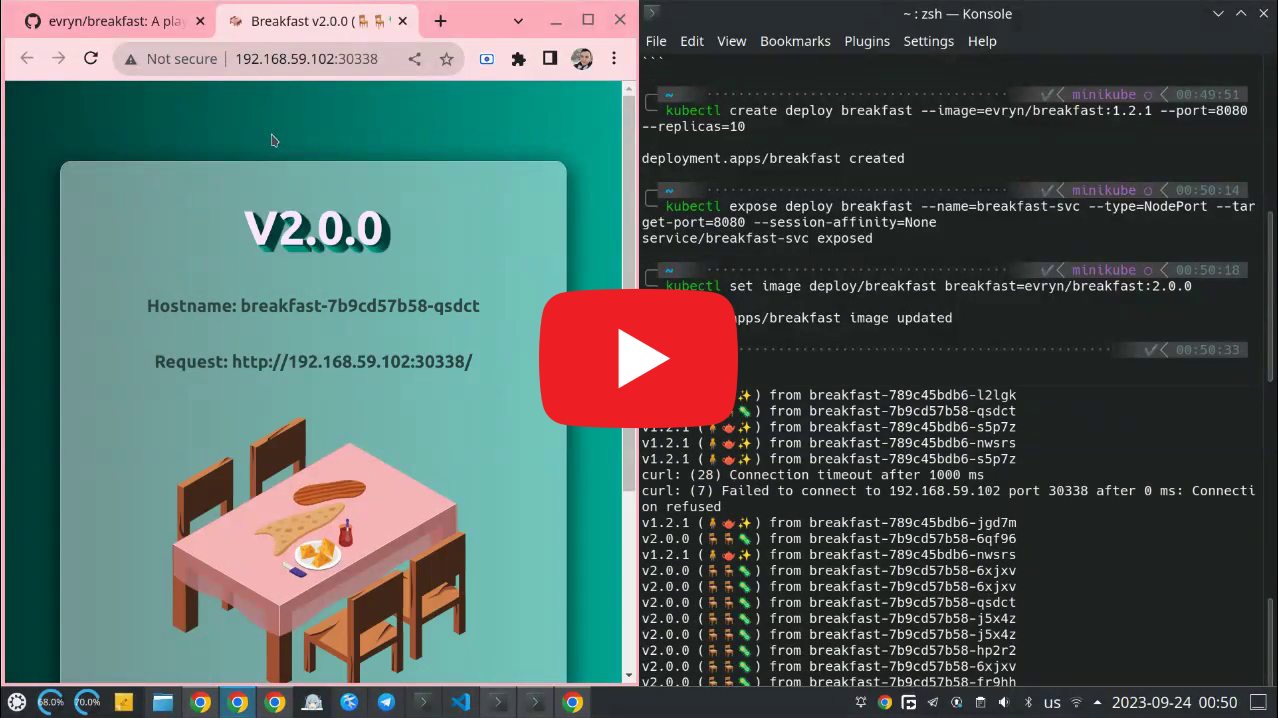 evryn/breakfast: A play
Breakfast v2.0.0 (
Not secure
192.168.59.102:30338
V2.0.0
Hostname: breakfast-7b9cd57b58-qsdct
Request: http://192.168.59.102:30338/
~ : zsh — Konsole
File Edit View Bookmarks Plugins Settings Help
```
~ minikube 00:49:51
kubectl create deploy breakfast --image=evryn/breakfast:1.2.1 --port=8080
--replicas=10
deployment.apps/breakfast created
~ minikube 00:50:14
kubectl expose deploy breakfast --name=breakfast-svc --type=NodePort --tar
get-port=8080 --session-affinity=None
service/breakfast-svc exposed
~ minikube 00:50:18
kubectl set image deploy/breakfast breakfast=evryn/breakfast:2.0.0
apps/breakfast image updated
00:50:33
) from breakfast-789c45bdb6-l2lgk
) from breakfast-7b9cd57b58-qsdct
v1.2.1 (🧍🫖✨) from breakfast-789c45bdb6-s5p7z
v1.2.1 (🧍🫖✨) from breakfast-789c45bdb6-nwsrs
v1.2.1 (🧍🫖✨) from breakfast-789c45bdb6-s5p7z
curl: (28) Connection timeout after 1000 ms
curl: (7) Failed to connect to 192.168.59.102 port 30338 after 0 ms: Connecti
on refused
v1.2.1 (🧍🫖✨) from breakfast-789c45bdb6-jgd7m
v2.0.0 (🪑🪑🦠) from breakfast-7b9cd57b58-6qf96
v1.2.1 (🧍🫖✨) from breakfast-789c45bdb6-nwsrs
v2.0.0 (🪑🪑🦠) from breakfast-7b9cd57b58-6xjxv
v2.0.0 (🪑🪑🦠) from breakfast-7b9cd57b58-6xjxv
v2.0.0 (🪑🪑🦠) from breakfast-7b9cd57b58-qsdct
v2.0.0 (🪑🪑🦠) from breakfast-7b9cd57b58-j5x4z
v2.0.0 (🪑🪑🦠) from breakfast-7b9cd57b58-j5x4z
v2.0.0 (🪑🪑🦠) from breakfast-7b9cd57b58-hp2r2
v2.0.0 (🪑🪑🦠) from breakfast-7b9cd57b58-6xjxv
v2.0.0 (🪑🪑🦠) from breakfast-7b9cd57b58-fr9hh
68.0% 70.0% us 2023-09-24 00:50